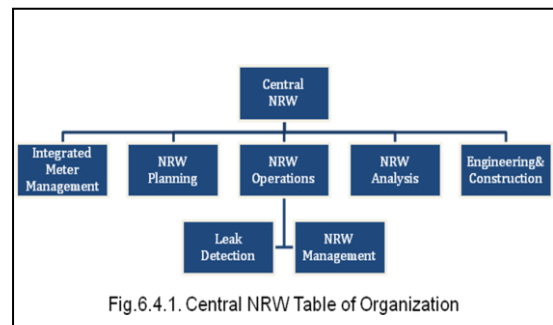 Central
NRW
Integrated
Meter
Management
NRW
Planning
NRW
Operations
NRW
Analysis
Engineering&
Construction
Leak
Detection
NRW
Management
Fig.6.4.1. Central NRW Table of Organization